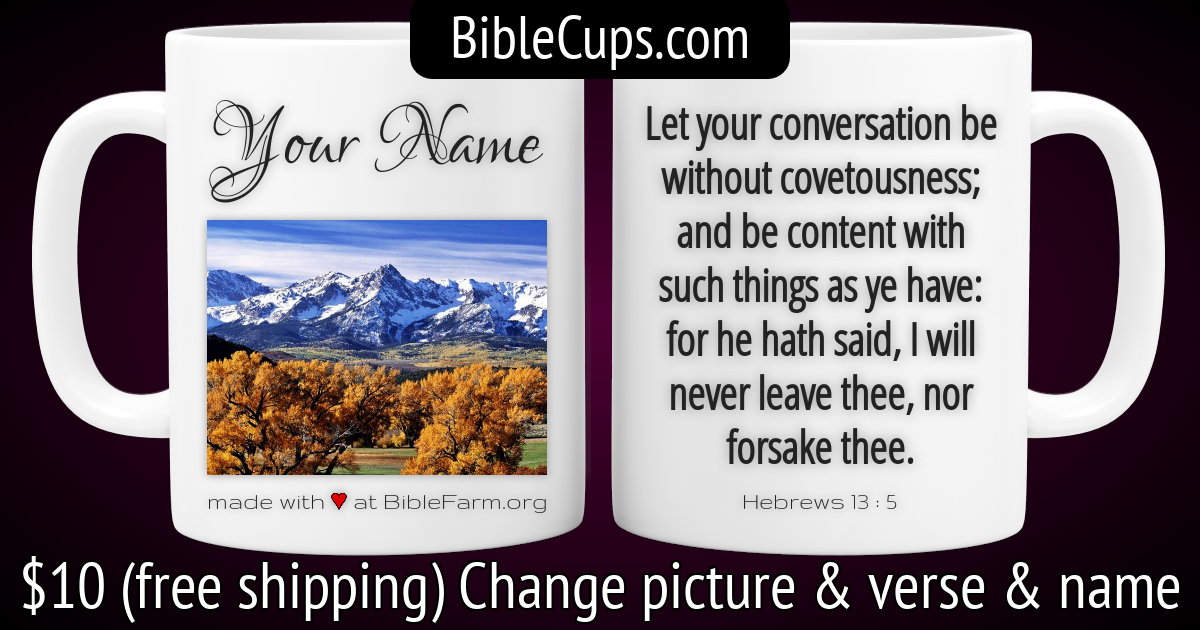 BibleCups.com
Your Name
made with ♥ at BibleFarm.org
Let your conversation be
without covetousness;
and be content with
such things as ye have:
for he hath said, I will
never leave thee, nor
forsake thee.
Hebrews 13 : 5
$10 (free shipping) Change picture & verse & name